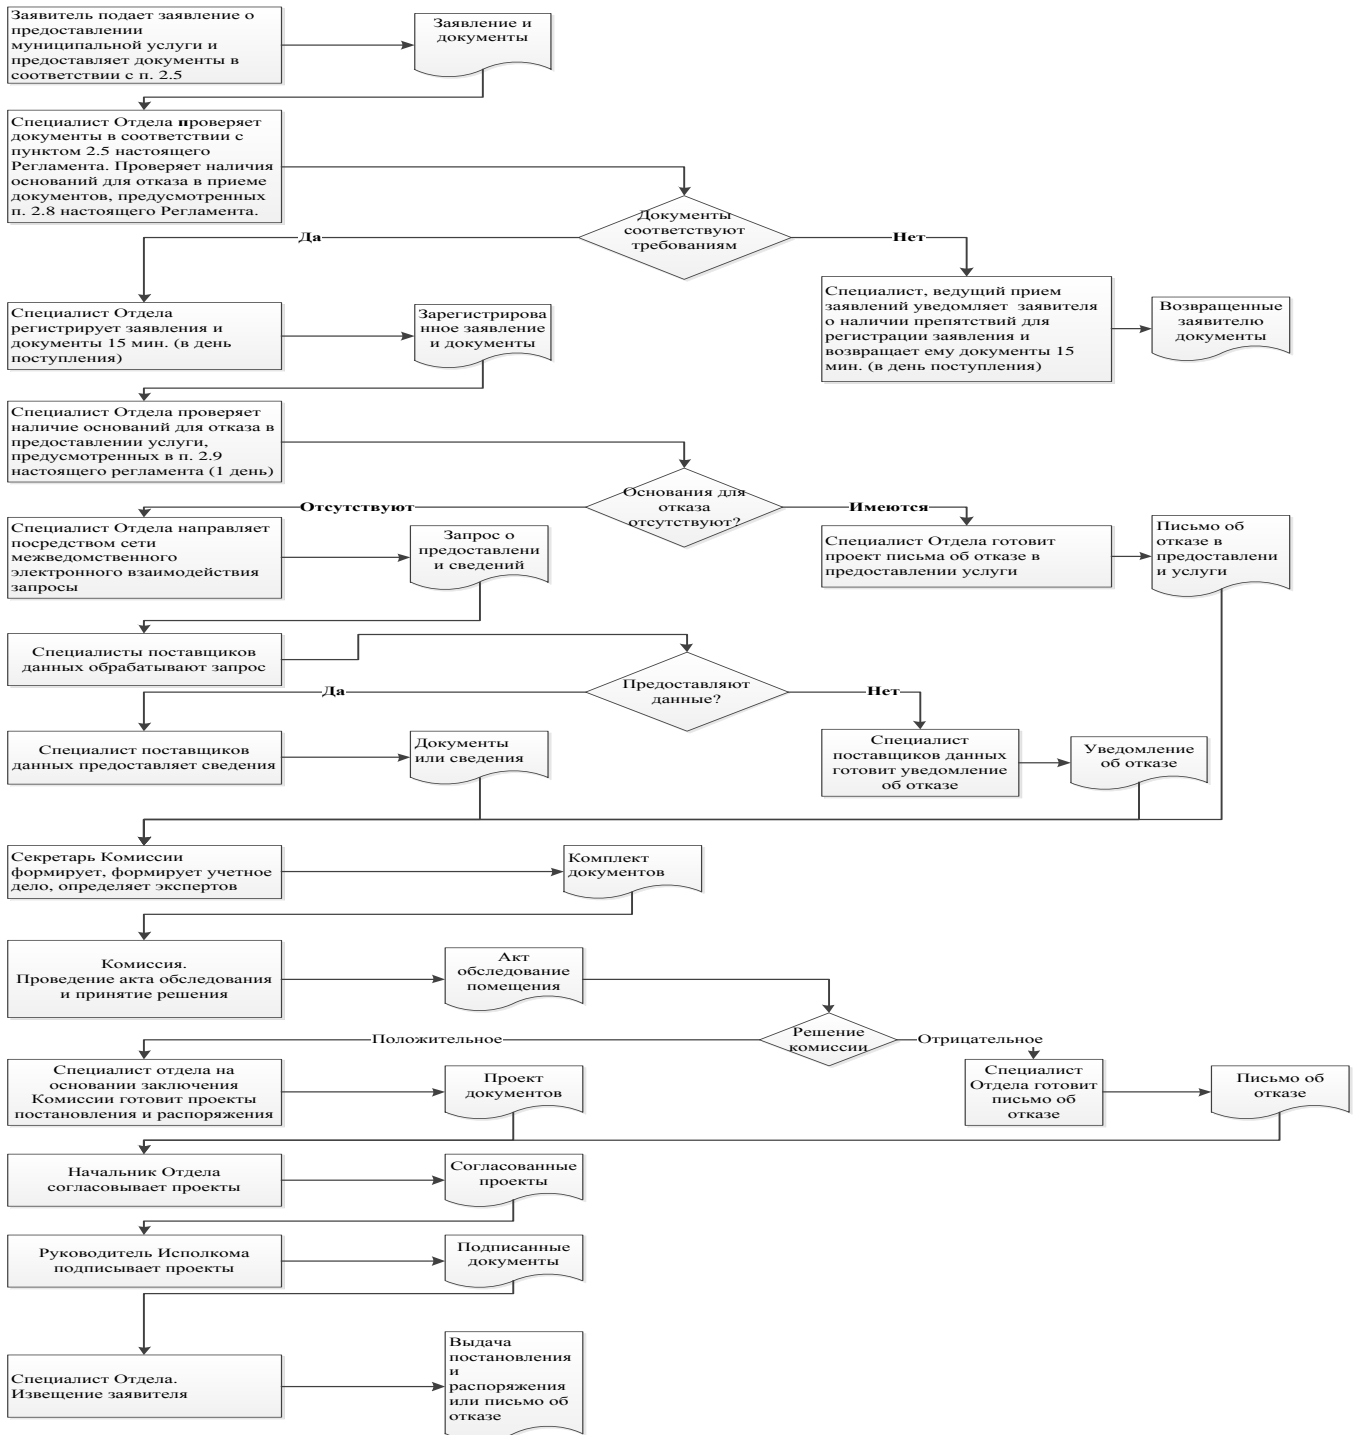 Заявитель подает заявление о
предоставлении
муниципальной услуги и
предоставляет документы в
соответствии с п. 2.5
Заявление и
документы
Специалист Отдела проверяет
документы в соответствии с
пунктом 2.5 настоящего
Регламента. Проверяет наличия
оснований для отказа в приеме
документов, предусмотренных
п. 2.8 настоящего Регламента.
Документы
соответствуют
требованиям
Да
Нет
Специалист Отдела
регистрирует заявления и
документы 15 мин. (в день
поступления)
Зарегистрирова
нное заявление
и документы
Специалист, ведущий прием
заявлений уведомляет заявителя
о наличии препятствий для
регистрации заявления и
возвращает ему документы 15
мин. (в день поступления)
Возвращенные
заявителю
документы
Специалист Отдела проверяет
наличие оснований для отказа в
предоставлении услуги,
предусмотренных в п. 2.9
настоящего регламента (1 день)
Основания для
отказа
отсутствуют?
Отсутствуют
Имеются
Специалист Отдела направляет
посредством сети
межведомственного
электронного взаимодействия
запросы
Запрос о
предоставлени
и сведений
Специалист Отдела готовит
проект письма об отказе в
предоставлении услуги
Письмо об
отказе в
предоставлени
и услуги
Специалисты поставщиков
данных обрабатывают запрос
Предоставляют
данные?
Да
Нет
Специалист поставщиков
данных предоставляет сведения
Документы
или сведения
Специалист
поставщиков данных
готовит уведомление
об отказе
Уведомление
об отказе
Секретарь Комиссии
формирует, формирует учетное
дело, определяет экспертов
Комплект
документов
Комиссия.
Проведение акта обследования
и принятие решения
Акт
обследование
помещения
Решение
комиссии
Положительное
Отрицательное
Специалист отдела на
основании заключения
Комиссии готовит проекты
постановления и распоряжения
Проект
документов
Специалист
Отдела готовит
письмо об
отказе
Письмо об
отказе
Начальник Отдела
согласовывает проекты
Согласованные
проекты
Руководитель Исполкома
подписывает проекты
Подписанные
документы
Специалист Отдела.
Извещение заявителя
Выдача
постановления
и
распоряжения
или письмо об
отказе